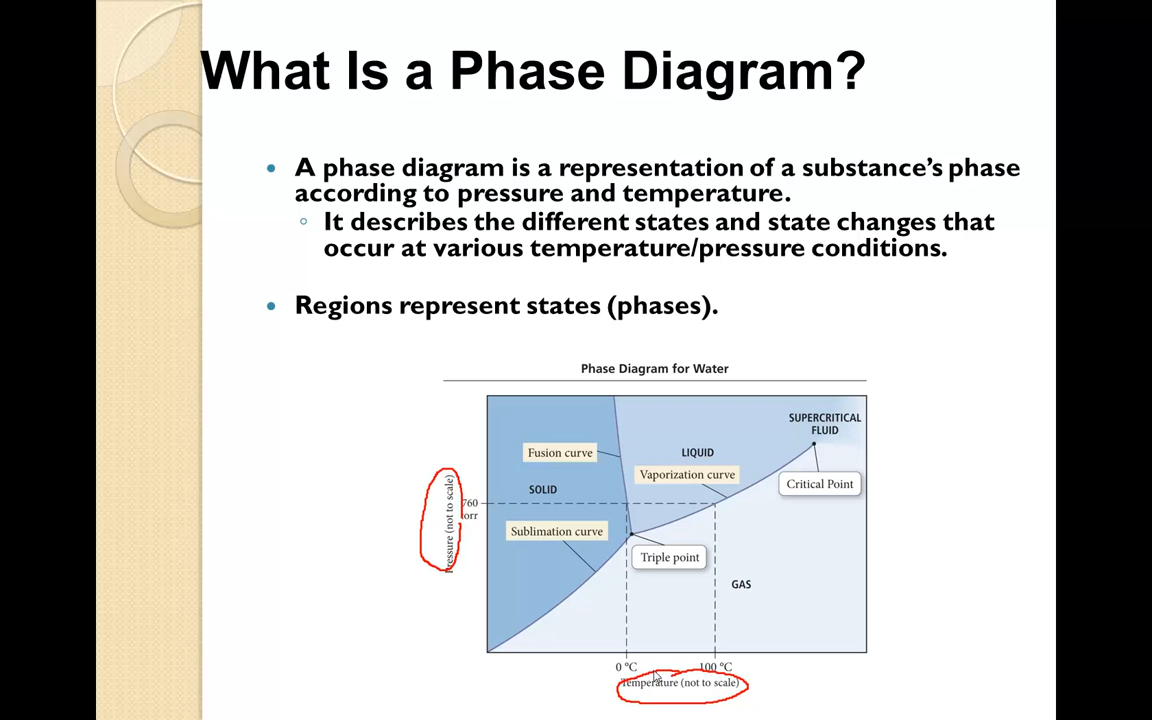 What Is a Phase Diagram?
• A phase diagram is a representation of a substance's phase
according to pressure and temperature.
◦ It describes the different states and state changes that
occur at various temperature/pressure conditions.
• Regions represent states (phases).
Phase Diagram for Water
SUPERCRITICAL
FLUID
Fusion curve
LIQUID
Vaporization curve
Critical Point
SOLID
Pressure (not to scale)
760
torr
Sublimation curve
Triple point
GAS
0 °C
100 °C
Temperature (not to scale)